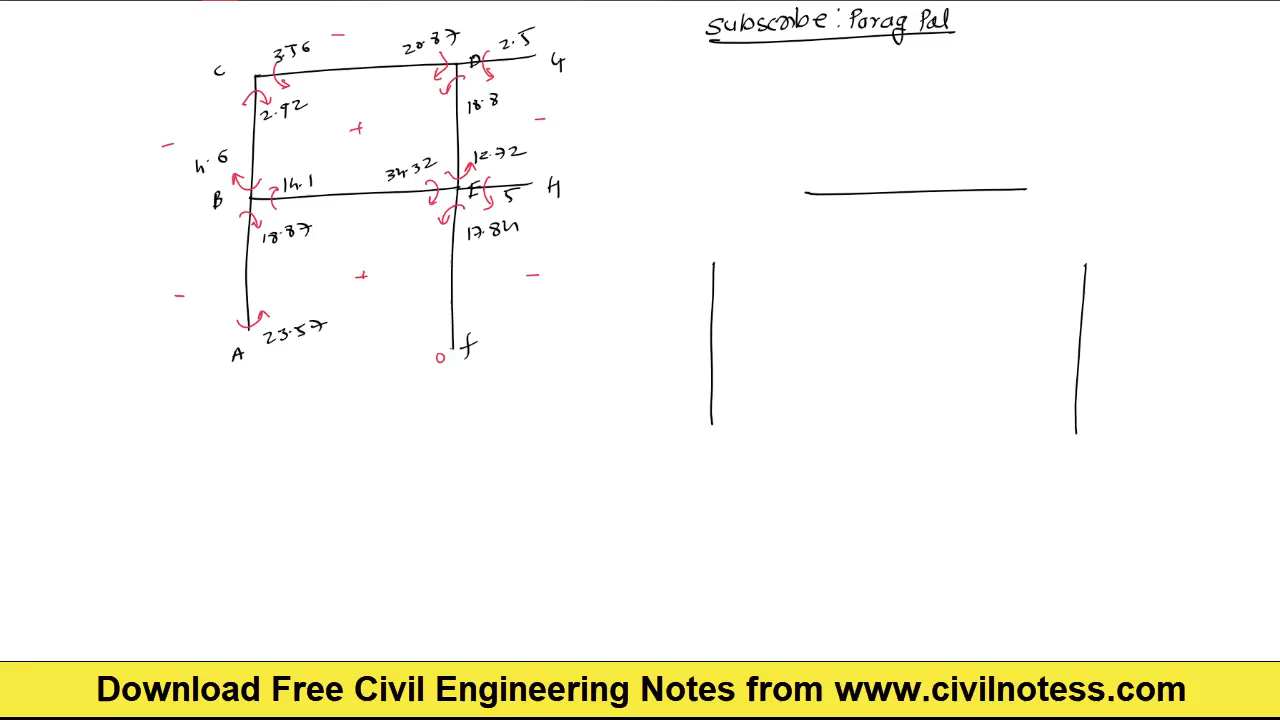 Subscribe: Parag Pal
C
3.56
-
20.87
D
2.5
G
2.92
18.8
+
-
-
4.6
B
14.1
34.32
12.72
E
5
H
18.87
17.84
-
+
-
A
23.57
0
f
Download Free Civil Engineering Notes from www.civilnotess.com